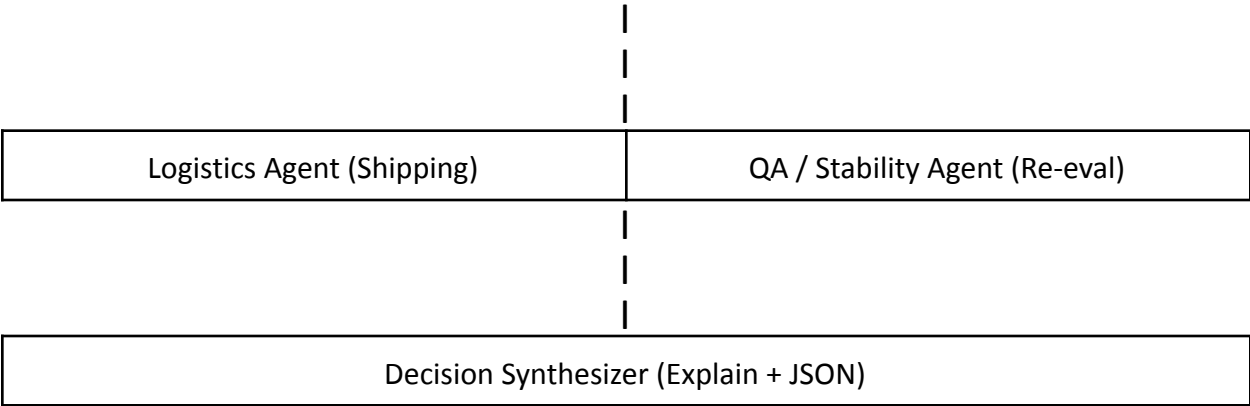 Logistics Agent (Shipping)
QA / Stability Agent (Re-eval)
Decision Synthesizer (Explain + JSON)